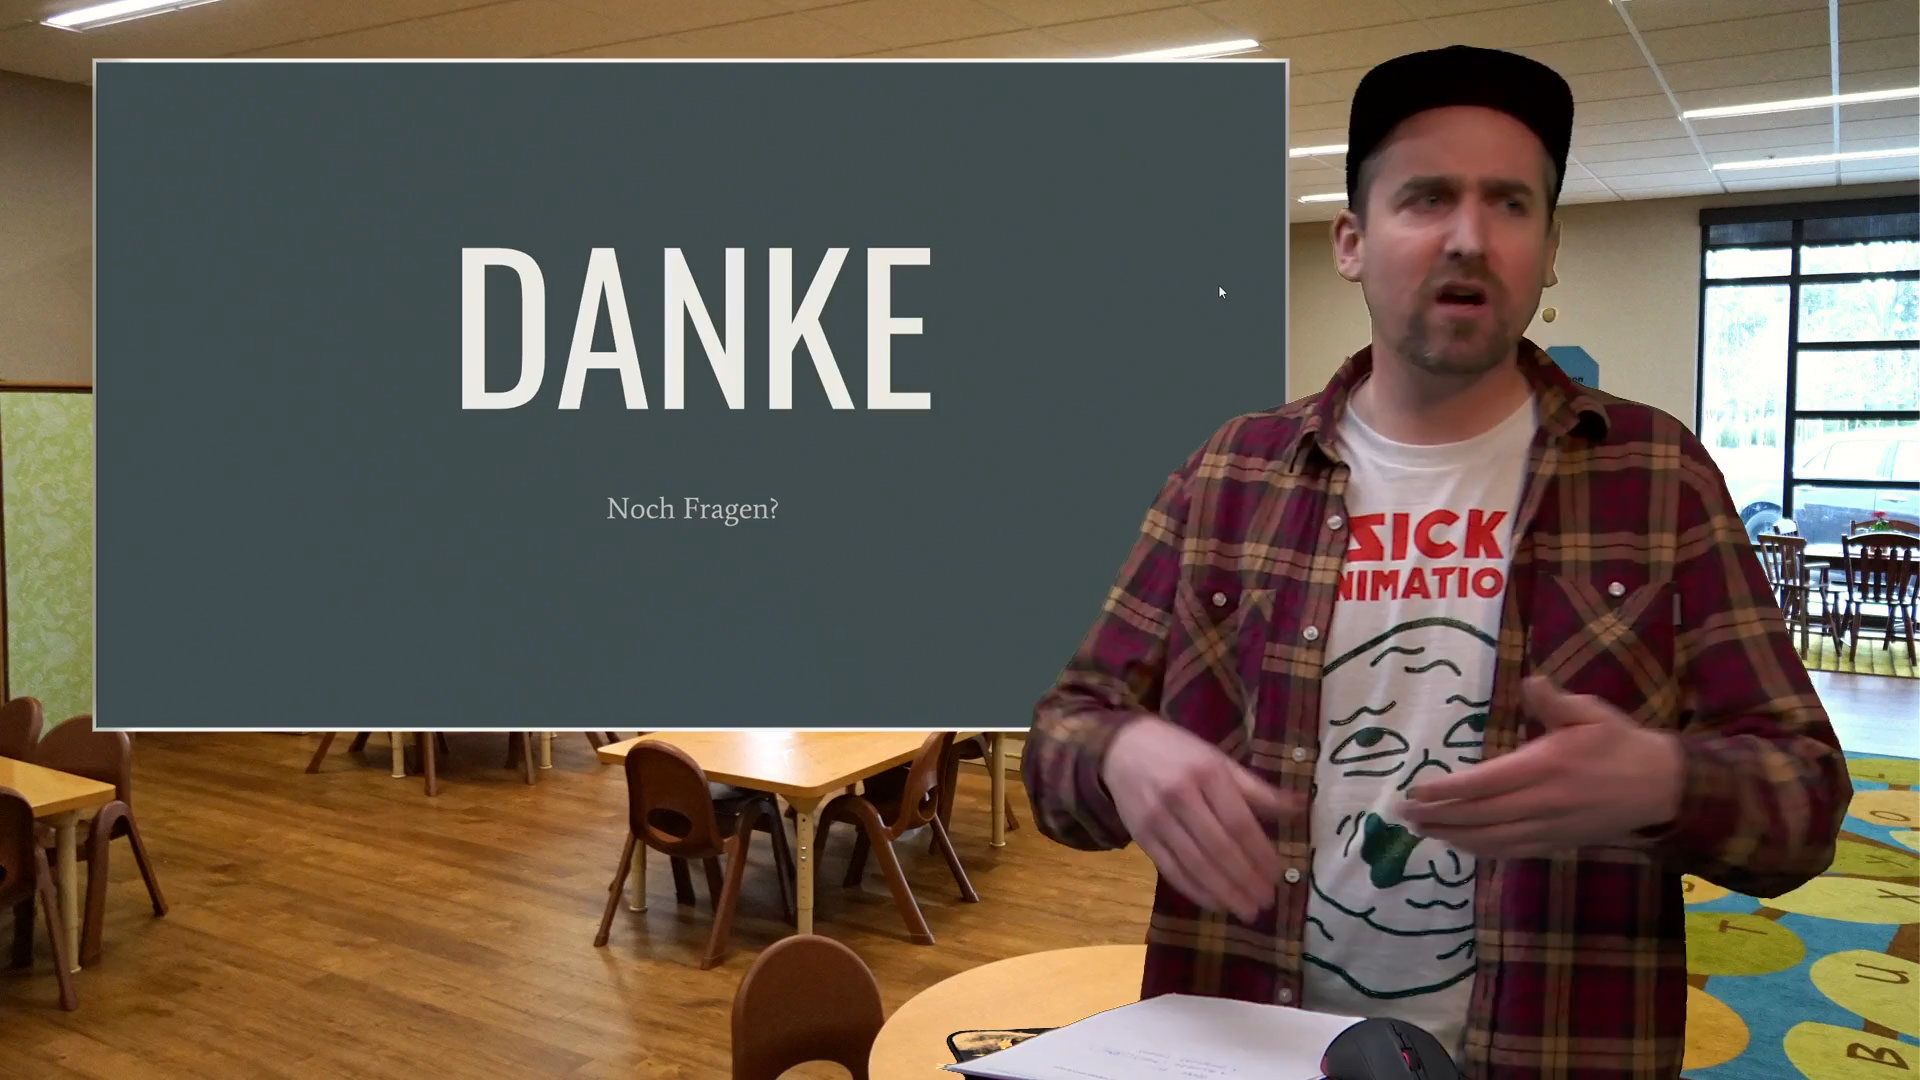 DANKE
Noch Fragen?
SICK
NIMATIO
T
X
U
B